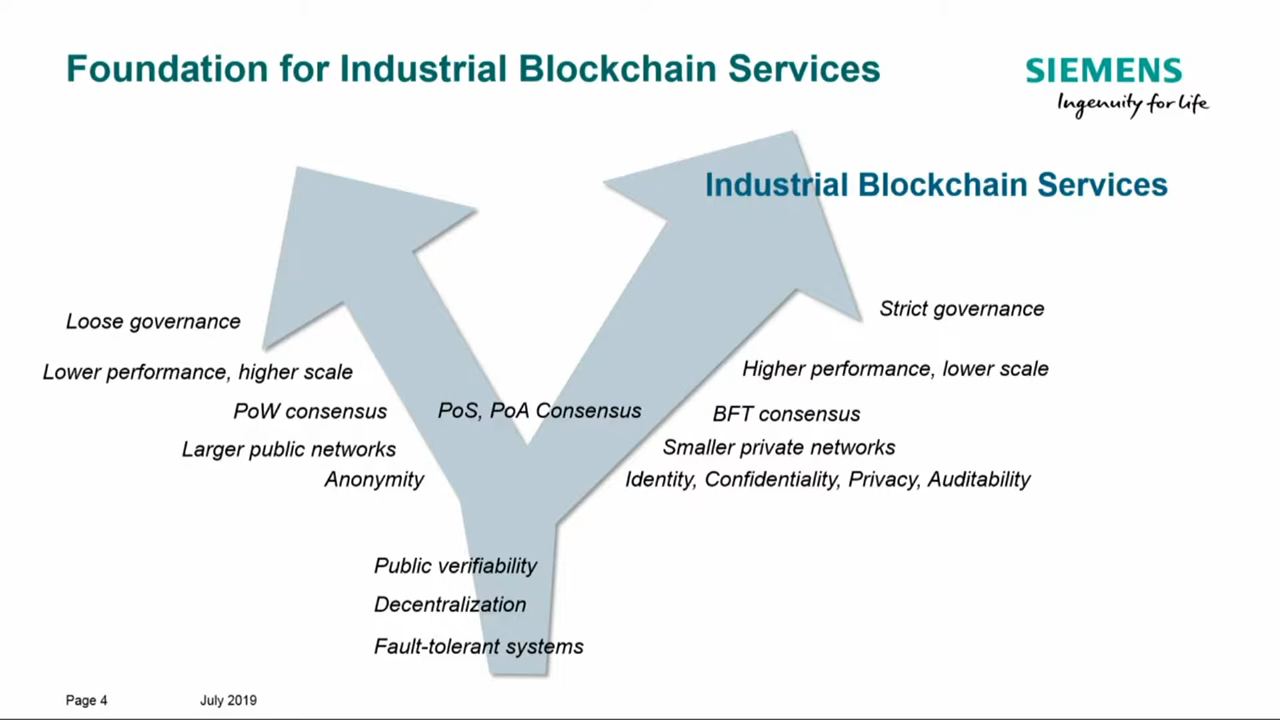 Foundation for Industrial Blockchain Services
SIEMENS
Ingenuity for life
Industrial Blockchain Services
Loose governance
Strict governance
Lower performance, higher scale
Higher performance, lower scale
PoW consensus
PoS, PoA Consensus
BFT consensus
Larger public networks
Smaller private networks
Anonymity
Identity, Confidentiality, Privacy, Auditability
Public verifiability
Decentralization
Fault-tolerant systems
Page 4
July 2019